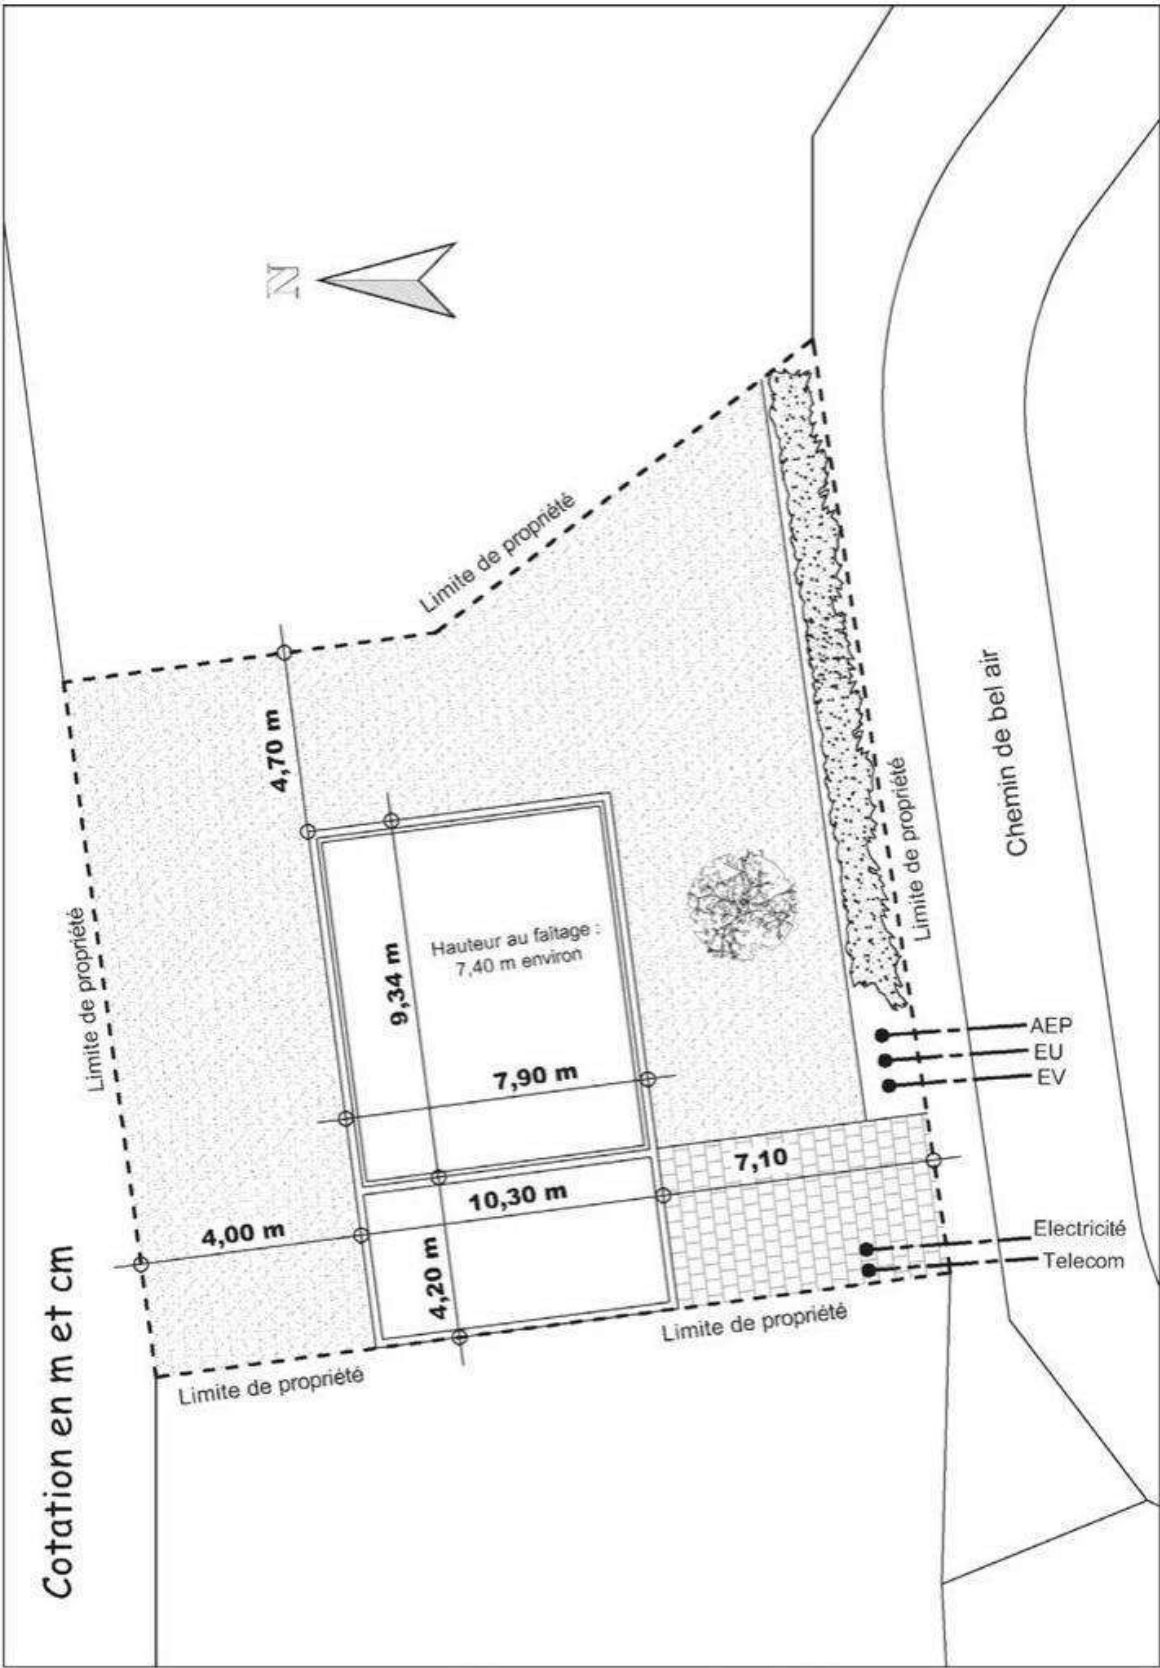 Cotation en m et cm
N
Limite de propriété
Limite de propriété
4,70 m
Hauteur au faîtage :
7,40 m environ
9,34 m
7,90 m
10,30 m
4,00 m
4,20 m
7,10
Limite de propriété
Limite de propriété
Limite de propriété
Chemin de bel air
AEP
EU
EV
Electricité
Telecom